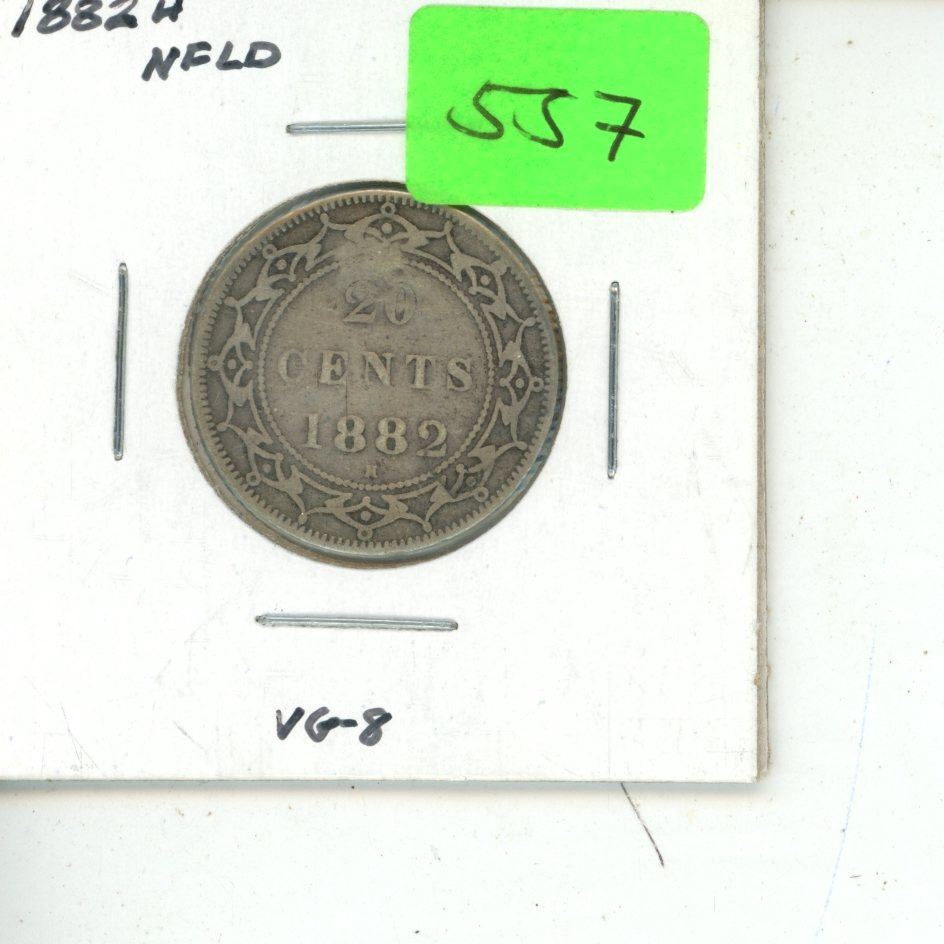 1882 H
NFLD
557
20
CENTS
1882
H
VG-8